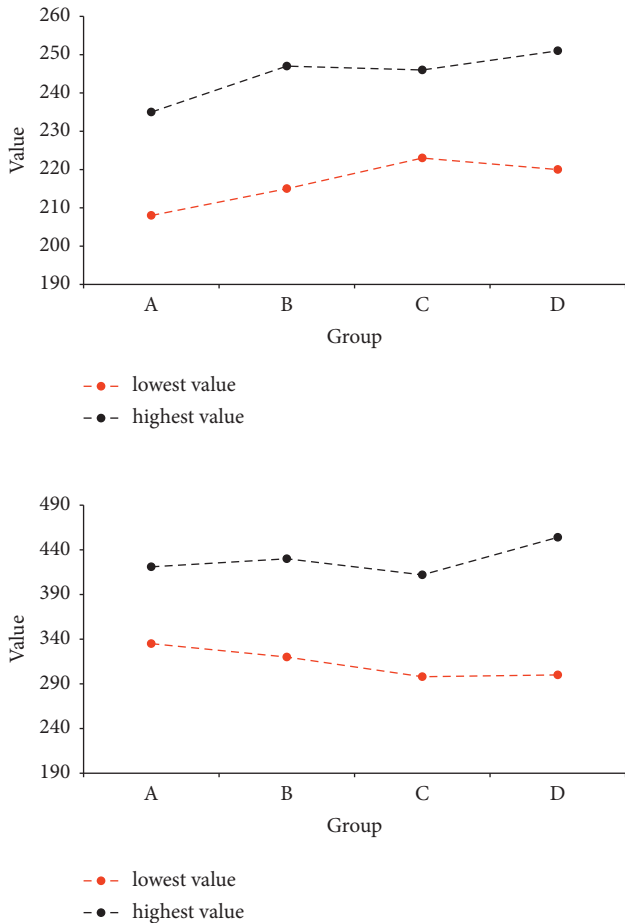 260
250
240
230
220
210
200
190
Value
A B C D
Group
lowest value
highest value
490
440
390
340
290
240
190
Value
A B C D
Group
lowest value
highest value